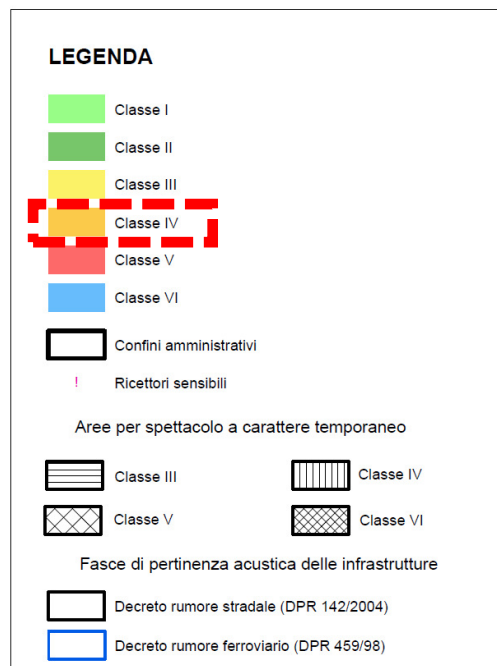 LEGENDA
Classe I
Classe II
Classe III
Classe IV
Classe V
Classe VI
Confini amministrativi
! Ricettori sensibili
Aree per spettacolo a carattere temporaneo
Classe III
Classe IV
Classe V
Classe VI
Fasce di pertinenza acustica delle infrastrutture
Decreto rumore stradale (DPR 142/2004)
Decreto rumore ferroviario (DPR 459/98)